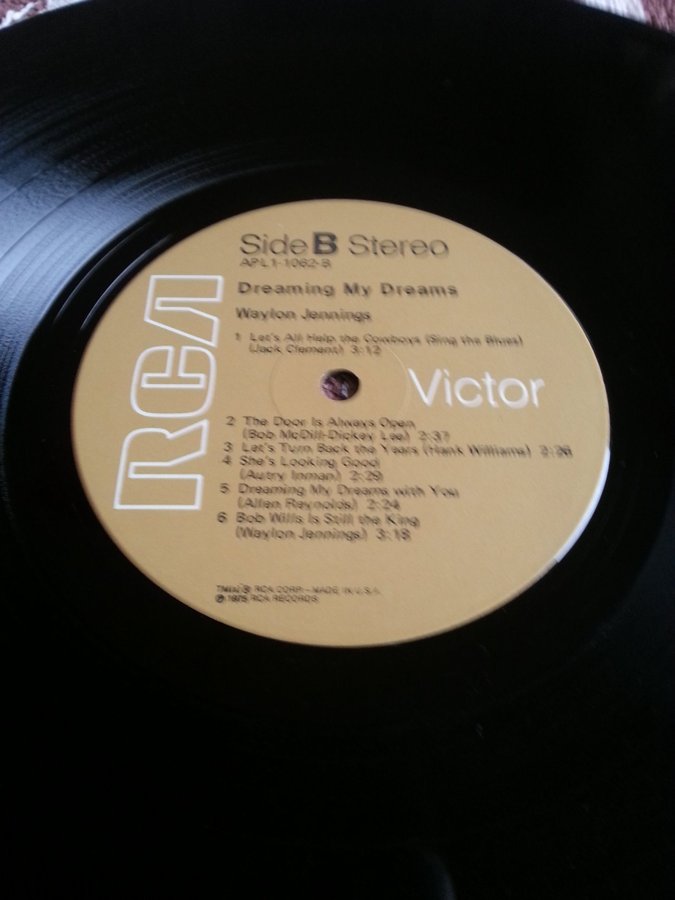 Side B Stereo
APL1-1062-B
Dreaming My Dreams
Waylon Jennings
1 Let's All Help the Cowboys (Sing the Blues)
(Jack Clement) 3:12
RCA Victor
2 The Door Is Always Open
(Bob McDill-Dickey Lee) 2:37
3 Let's Turn Back the Years (Hank Williams) 2:26
4 She's Looking Good
(Autry Inman) 2:29
5 Dreaming My Dreams with You
(Allen Reynolds) 2:24
6 Bob Wills Is Still the King
(Waylon Jennings) 3:18
TM(s) ® RCA CORP.—MADE IN U.S.A.
℗ 1975 RCA RECORDS